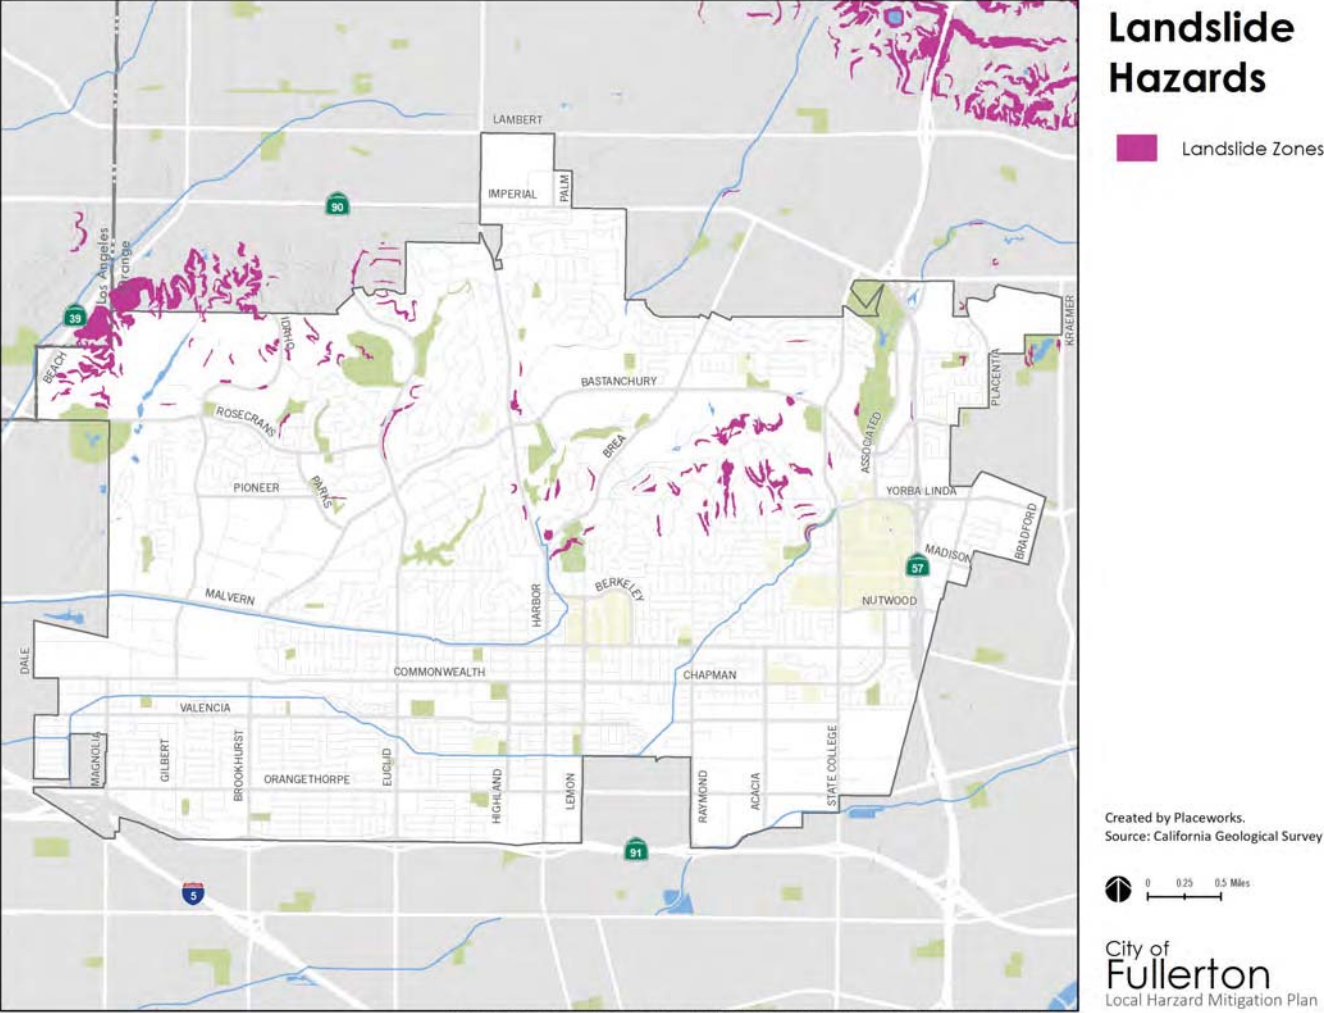 Landslide
Hazards
Landslide Zones
LAMBERT
IMPERIAL
PALM
90
Los Angeles
Orange
39
BEACH
IDAHO
KRAEMER
PLACENTIA
BASTANCHURY
ROSECRANS
BREA
ASSOCIATED
PIONEER
PARKS
YORBA LINDA
BRADFORD
MADISON
57
MALVERN
HARBOR
BERKELEY
NUTWOOD
DALE
COMMONWEALTH
CHAPMAN
VALENCIA
MAGNOLIA
GILBERT
BROOKHURST
ORANGETHORPE
EUCLID
HIGHLAND
LEMON
RAYMOND
ACACIA
STATE COLLEGE
91
5
Created by Placeworks.
Source: California Geological Survey
0 0.25 0.5 Miles
City of
Fullerton
Local Harzard Mitigation Plan